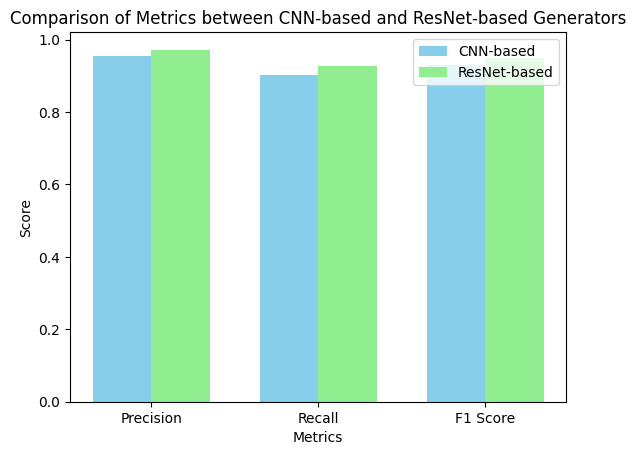 Comparison of Metrics between CNN-based and ResNet-based Generators
CNN-based
ResNet-based
1.0
0.8
0.6
0.4
0.2
0.0
Score
Precision
Recall
F1 Score
Metrics